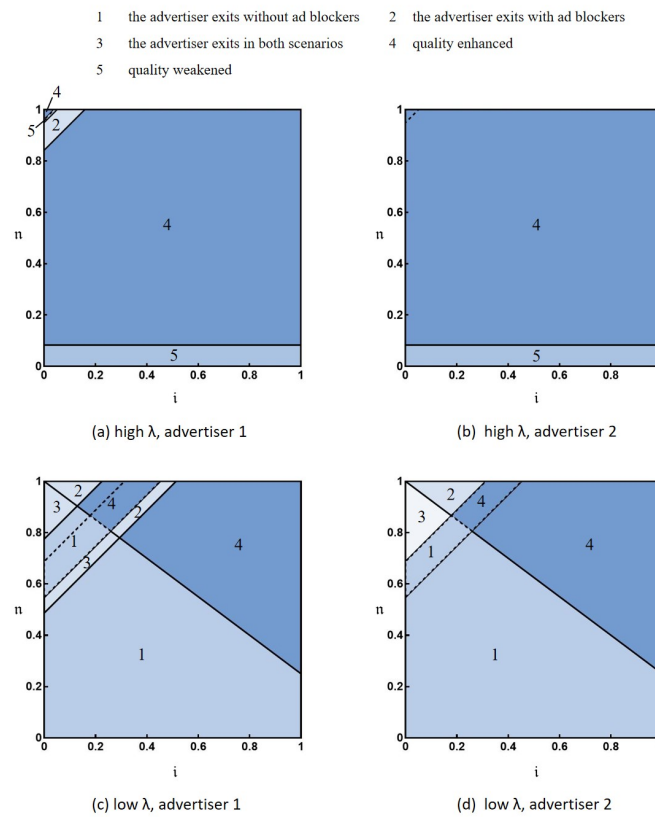 1 the advertiser exits without ad blockers 2 the advertiser exits with ad blockers
3 the advertiser exits in both scenarios 4 quality enhanced
5 quality weakened
4
1 1
5 2
0.8 0.8
0.6 0.6
4 4
n n
0.4 0.4
0.2 0.2
5 5
0 0
0 0.2 0.4 0.6 0.8 1 0 0.2 0.4 0.6 0.8
i i
(a) high λ, advertiser 1 (b) high λ, advertiser 2
1 1
2 2
3 4 2 3 4
0.8 0.8
1 4 1 4
3
0.6 0.6
n n
0.4 0.4
1 1
0.2 0.2
0 0
0 0.2 0.4 0.6 0.8 1 0 0.2 0.4 0.6 0.8
i i
(c) low λ, advertiser 1 (d) low λ, advertiser 2